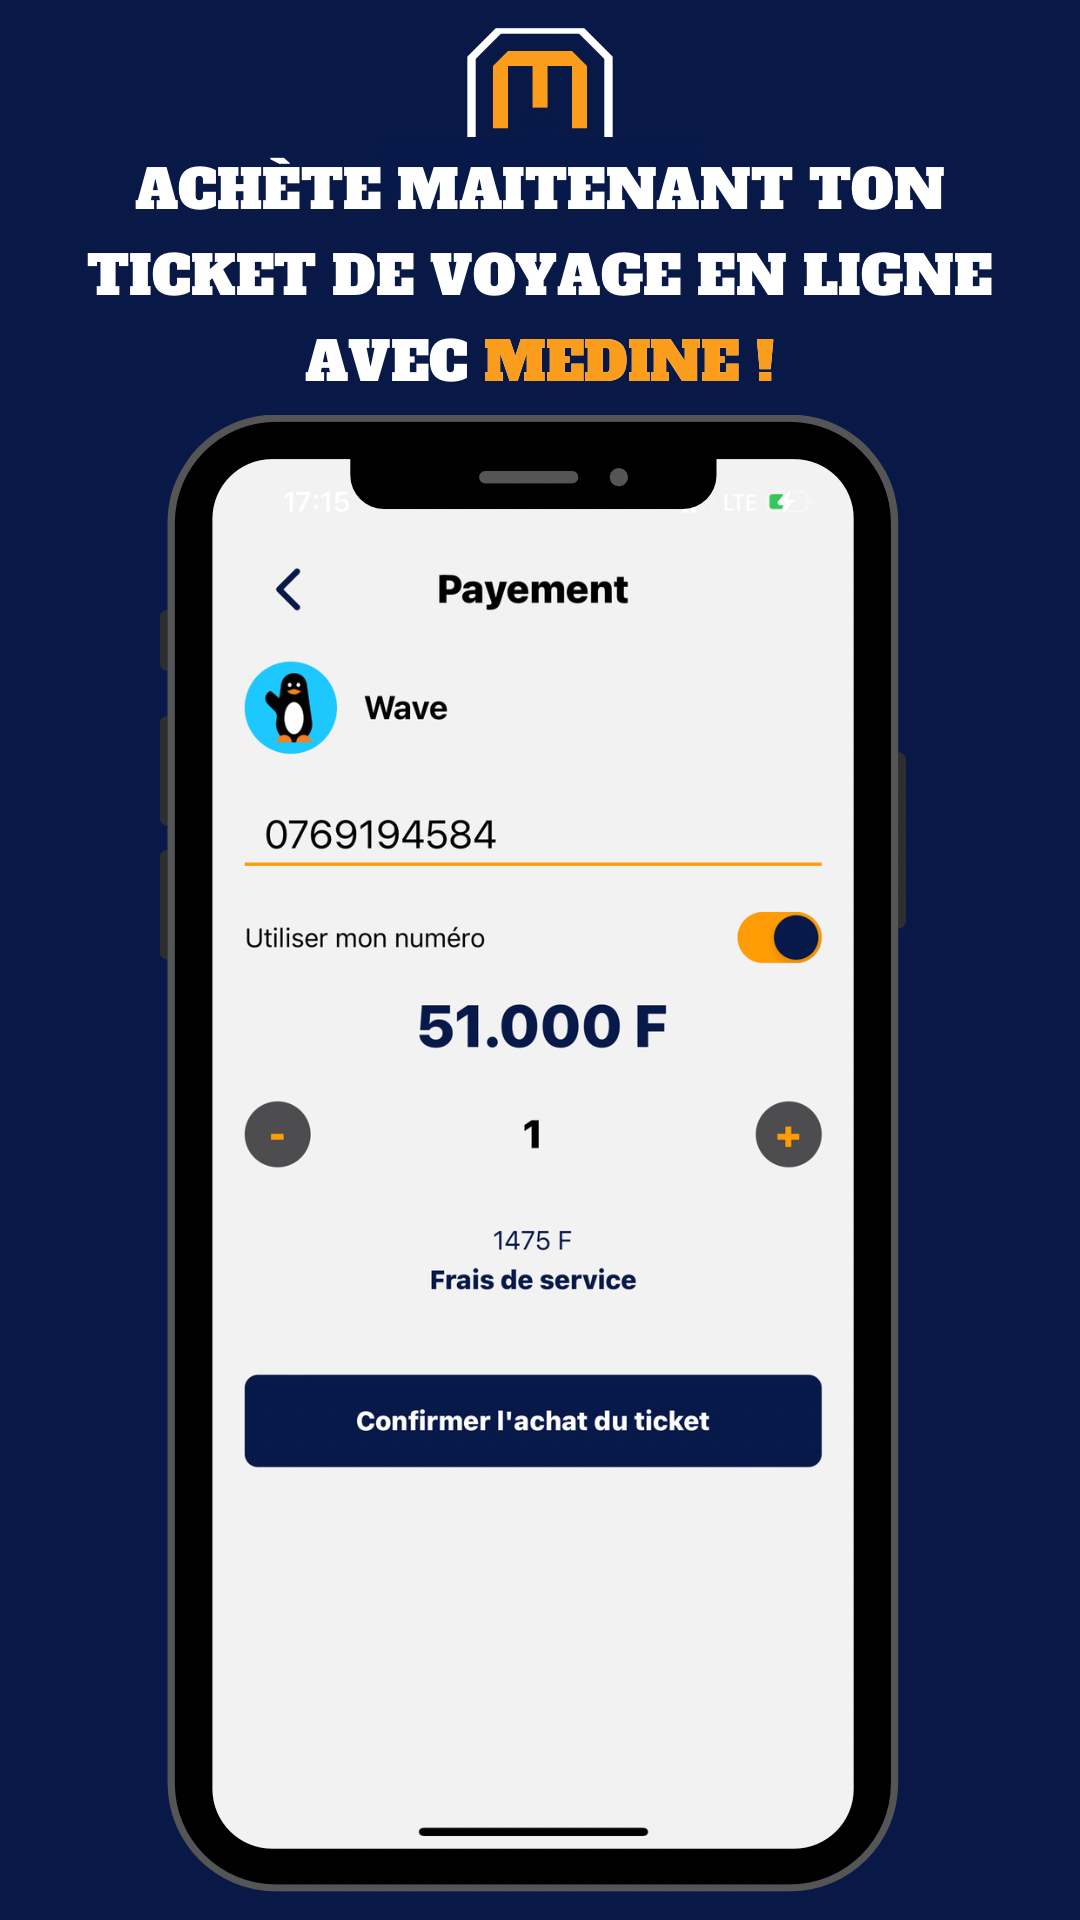 ACHÈTE MAITENANT TON
TICKET DE VOYAGE EN LIGNE
AVEC MEDINE !
17:15 LTE
Payement
Wave
0769194584
Utiliser mon numéro
51.000 F
- 1 +
1475 F
Frais de service
Confirmer l'achat du ticket